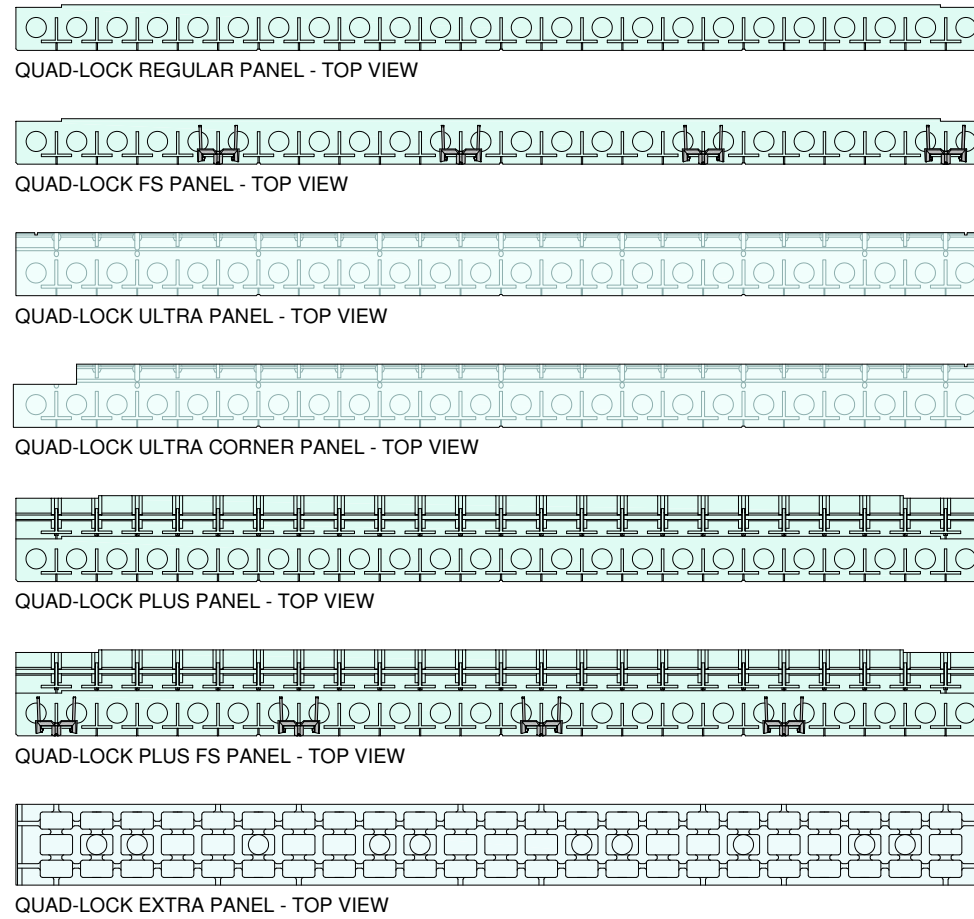 QUAD-LOCK REGULAR PANEL - TOP VIEW
QUAD-LOCK FS PANEL - TOP VIEW
QUAD-LOCK ULTRA PANEL - TOP VIEW
QUAD-LOCK ULTRA CORNER PANEL - TOP VIEW
QUAD-LOCK PLUS PANEL - TOP VIEW
QUAD-LOCK PLUS FS PANEL - TOP VIEW
QUAD-LOCK EXTRA PANEL - TOP VIEW